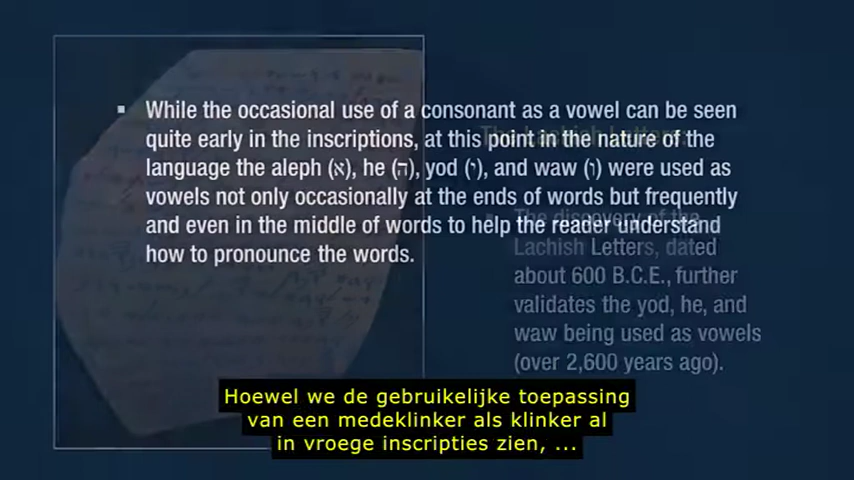 ▪ While the occasional use of a consonant as a vowel can be seen
quite early in the inscriptions, at this point in the nature of the
language the aleph (א), he (ה), yod (י), and waw (ו) were used as
vowels not only occasionally at the ends of words but frequently
and even in the middle of words to help the reader understand
how to pronounce the words.
The Lachish Letters:
The discovery of the
Lachish Letters, dated
about 600 B.C.E., further
validates the yod, he, and
waw being used as vowels
(over 2,600 years ago).
Hoewel we de gebruikelijke toepassing
van een medeklinker als klinker al
in vroege inscripties zien, ...